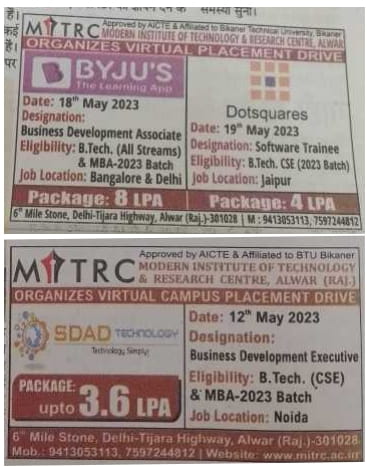 हैं।
कई
हैं।
पर
समस्या सुना।
MITRC
Approved by AICTE & Affiliated to Bikaner Technical University, Bikaner
MODERN INSTITUTE OF TECHNOLOGY & RESEARCH CENTRE, ALWAR
ORGANIZES VIRTUAL PLACEMENT DRIVE
BYJU'S
The Learning App
Date: 18th May 2023
Designation:
Business Development Associate
Eligibility: B.Tech. (All Streams)
& MBA-2023 Batch
Job Location: Bangalore & Delhi
Package: 8 LPA
Dotsquares
Date: 19th May 2023
Designation: Software Trainee
Eligibility: B.Tech. CSE (2023 Batch)
Job Location: Jaipur
Package: 4 LPA
6th Mile Stone, Delhi-Tijara Highway, Alwar (Raj.)-301028 | M : 9413053113, 7597244812
MITRC
Approved by AICTE & Affiliated to BTU Bikaner
MODERN INSTITUTE OF TECHNOLOGY
& RESEARCH CENTRE, ALWAR (RAJ.)
ORGANIZES VIRTUAL CAMPUS PLACEMENT DRIVE
SDAD TECHNOLOGY
Technology, Simply
PACKAGE:
upto 3.6 LPA
Date: 12th May 2023
Designation:
Business Development Executive
Eligibility: B.Tech. (CSE)
& MBA-2023 Batch
Job Location: Noida
6th Mile Stone, Delhi-Tijara Highway, Alwar (Raj.)-301028
Mob.: 9413053113, 7597244812 | Website: www.mitrc.ac.in